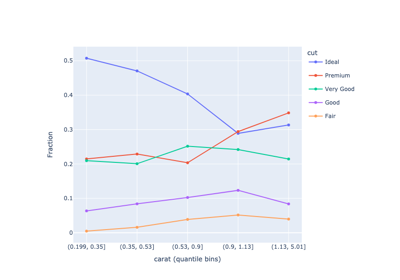 cut
0.5
Ideal
Premium
0.4
Very Good
Good
Fair
0.3
Fraction
0.2
0.1
0
(0.199, 0.35]
(0.35, 0.53]
(0.53, 0.9]
(0.9, 1.13]
(1.13, 5.01]
carat (quantile bins)